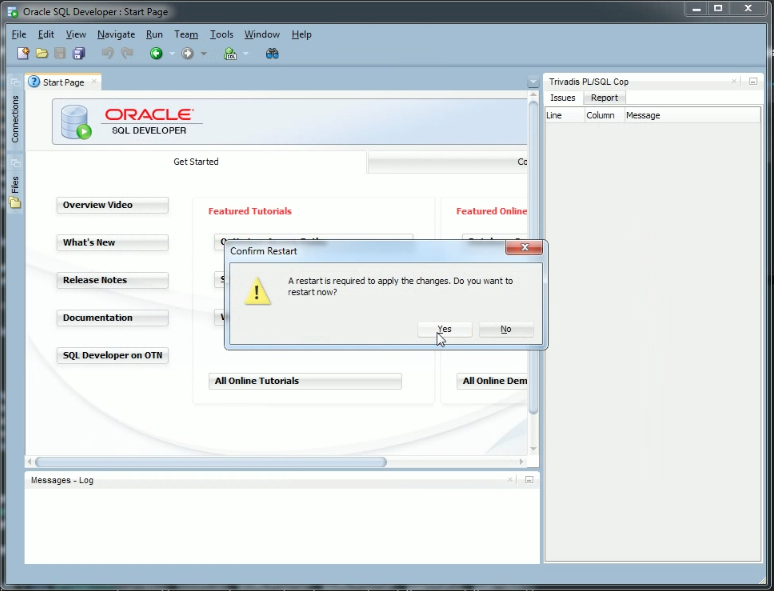 Oracle SQL Developer : Start Page
File Edit View Navigate Run Team Tools Window Help
Connections
Files
Start Page
ORACLE
SQL DEVELOPER
Get Started
Co
Overview Video
What's New
Release Notes
Documentation
SQL Developer on OTN
Featured Tutorials
All Online Tutorials
Featured Online
All Online Dem
Confirm Restart
A restart is required to apply the changes. Do you want to
restart now?
Yes No
Messages - Log
Trivadis PL/SQL Cop
Issues Report
Line Column Message